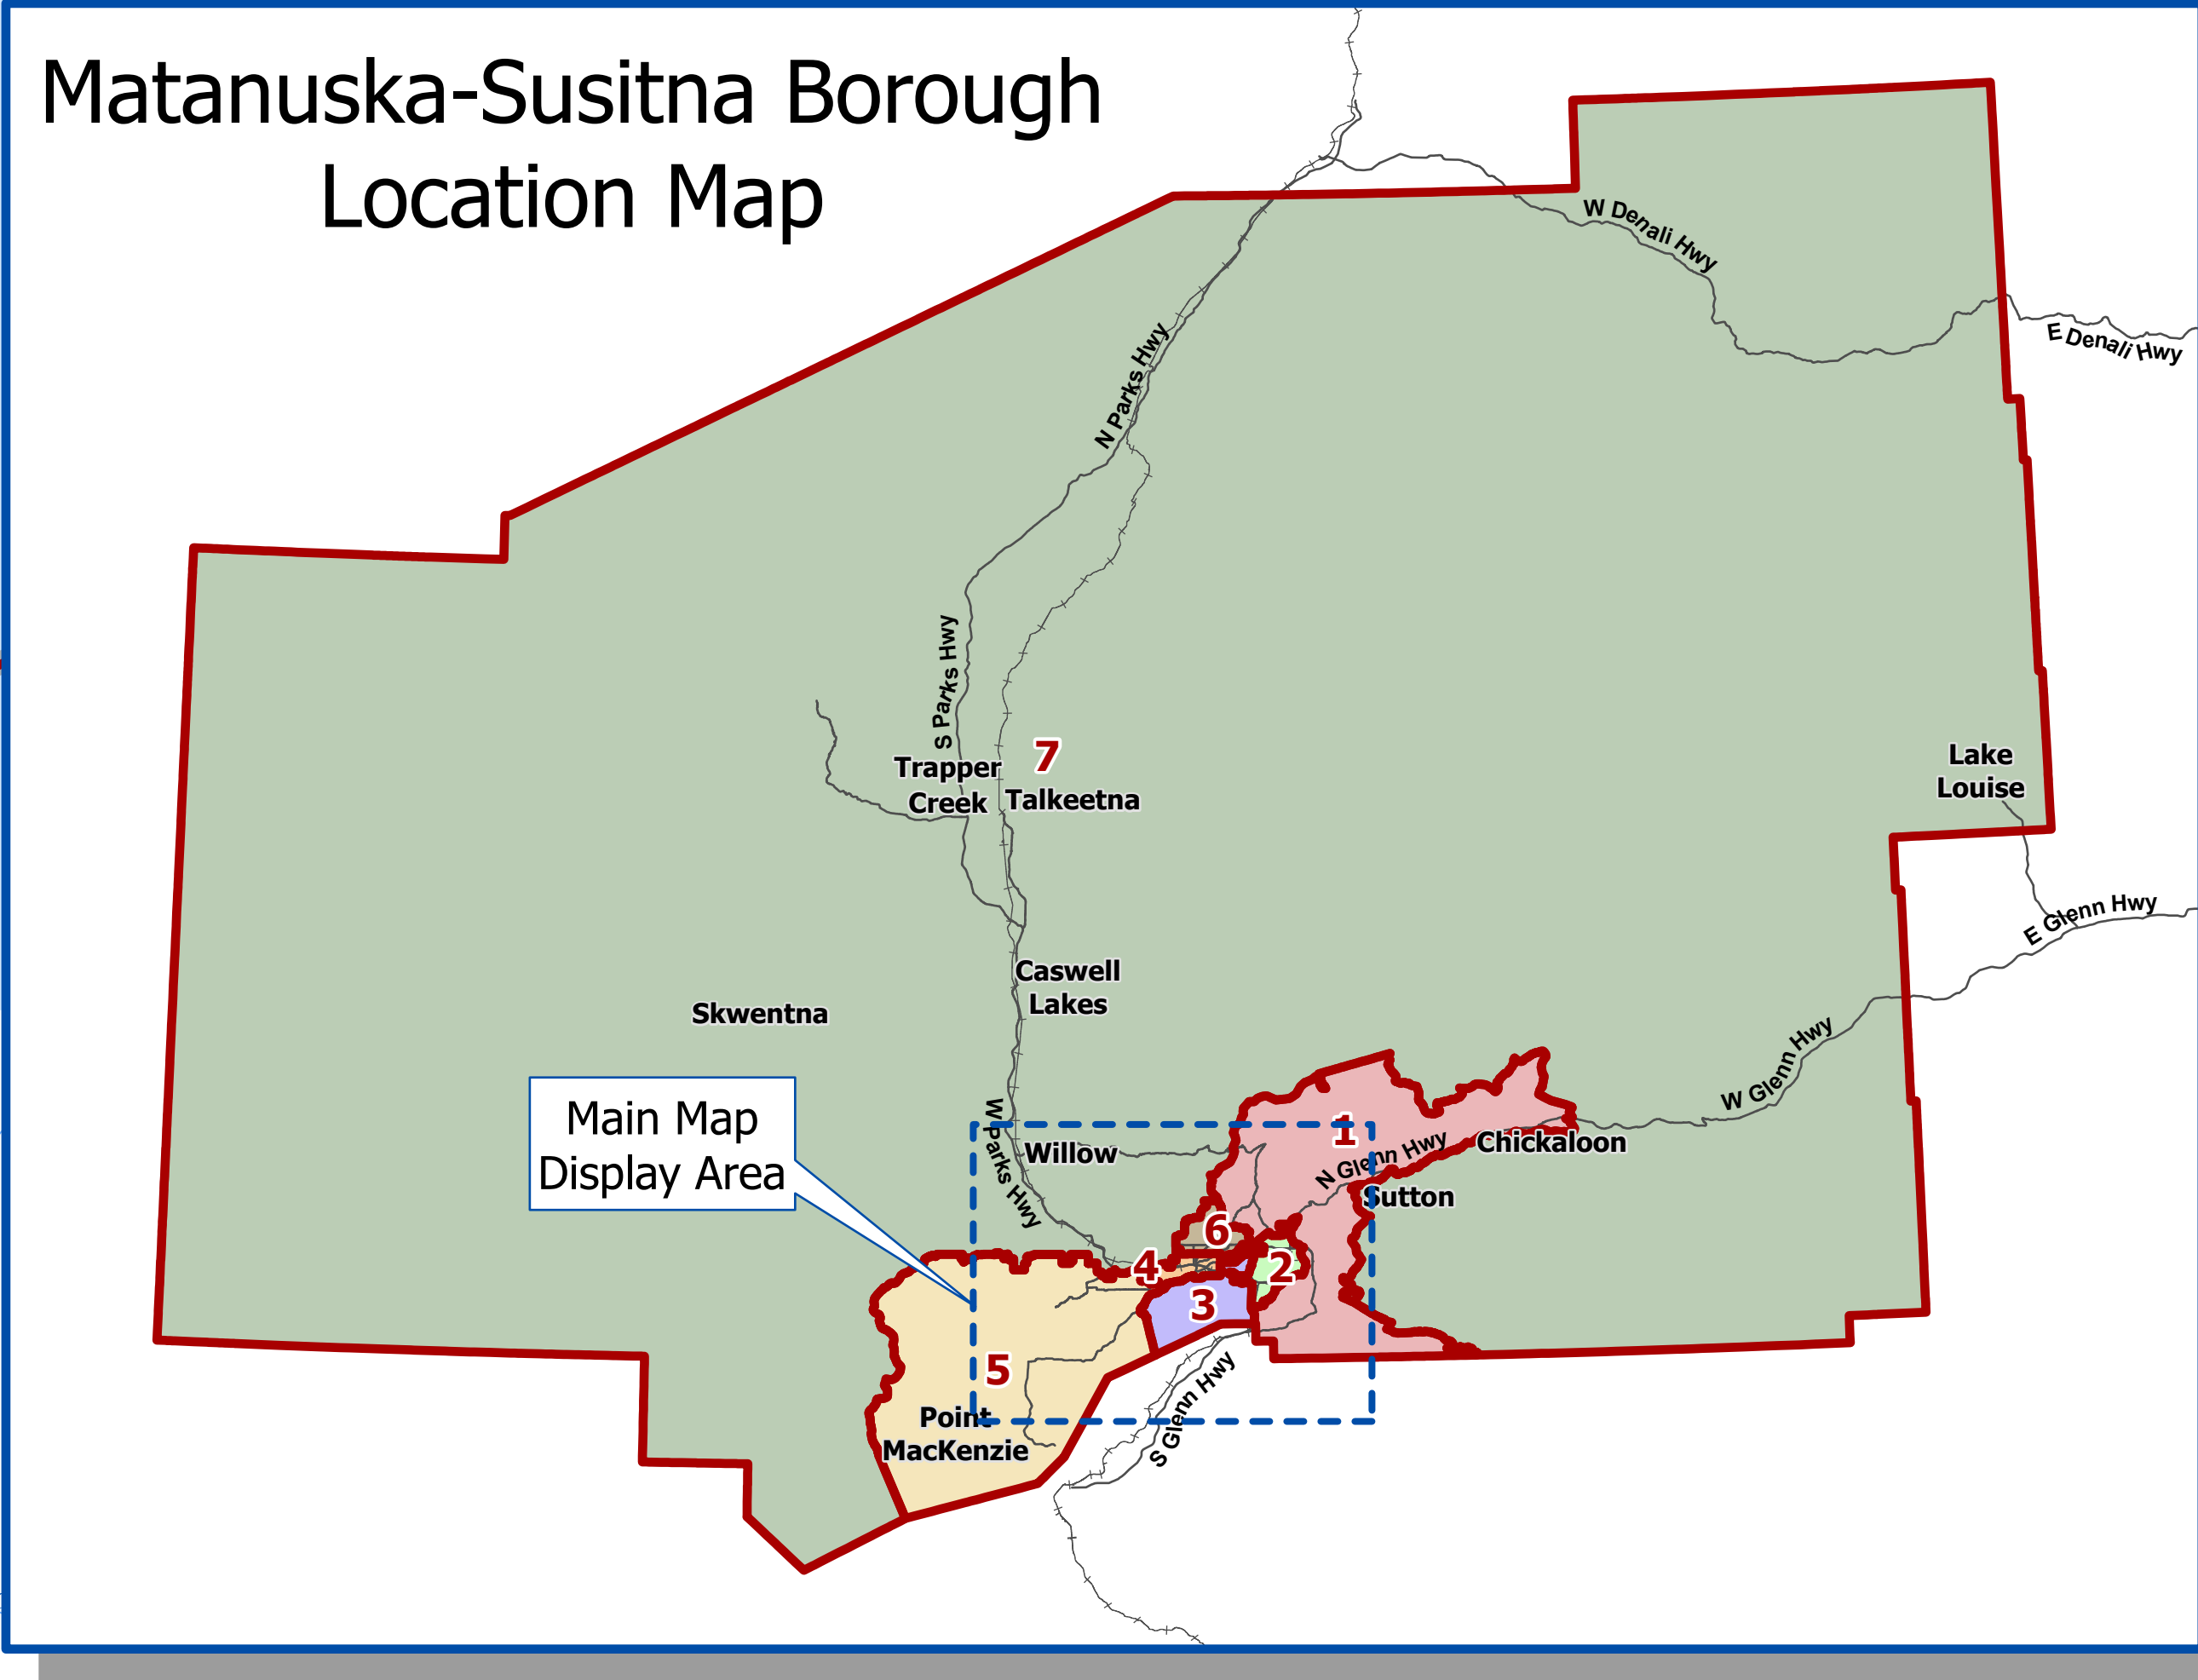 Matanuska-Susitna Borough
Location Map
W Denali Hwy
E Denali Hwy
N Parks Hwy
S Parks Hwy
7
Trapper
Creek
Talkeetna
Lake
Louise
E Glenn Hwy
Caswell
Lakes
Skwentna
W Glenn Hwy
Main Map
Display Area
W Parks Hwy
Willow
1
N Glenn Hwy
Chickaloon
Sutton
6
4
2
3
5
Point
MacKenzie
S Glenn Hwy